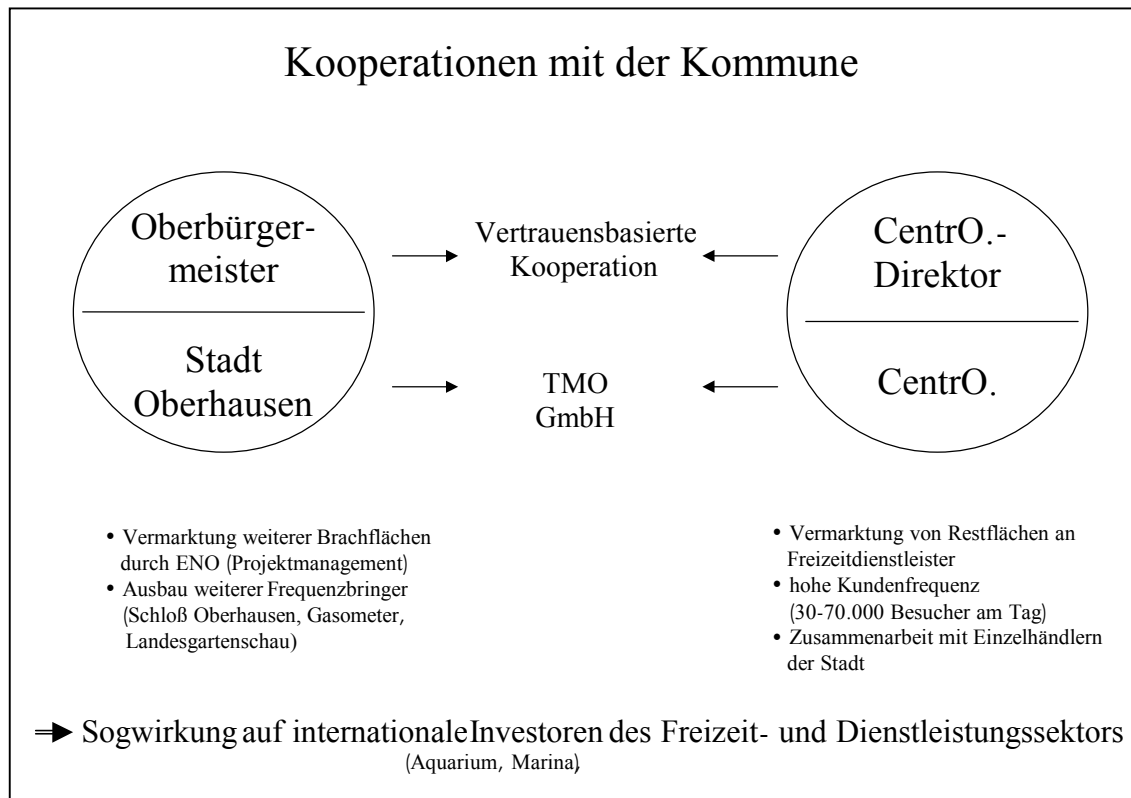 Kooperationen mit der Kommune
Oberbürger-
meister
Stadt
Oberhausen
Vertrauensbasierte
Kooperation
TMO
GmbH
CentrO.-
Direktor
CentrO.
• Vermarktung weiterer Brachflächen
durch ENO (Projektmanagement)
• Ausbau weiterer Frequenzbringer
(Schloß Oberhausen, Gasometer,
Landesgartenschau)
• Vermarktung von Restflächen an
Freizeitdienstleister
• hohe Kundenfrequenz
(30-70.000 Besucher am Tag)
• Zusammenarbeit mit Einzelhändlern
der Stadt
Sogwirkung auf internationale Investoren des Freizeit- und Dienstleistungssektors
(Aquarium, Marina),